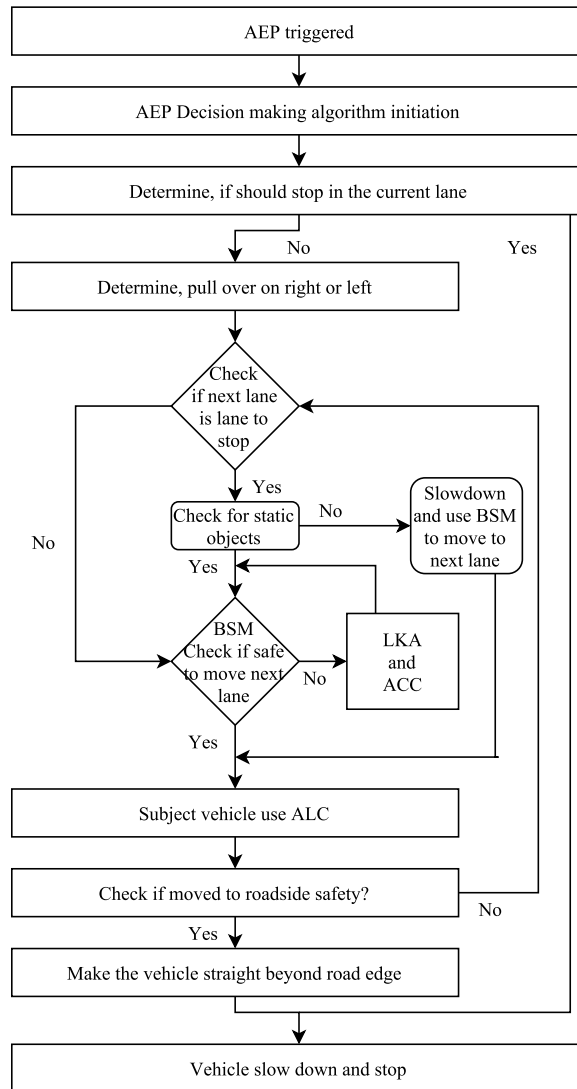 AEP triggered
AEP Decision making algorithm initiation
Determine, if should stop in the current lane
No
Yes
Determine, pull over on right or left
Check
if next lane
is lane to
stop
Yes
Check for static
objects
No
Slowdown
and use BSM
to move to
next lane
No
Yes
BSM
Check if safe
to move next
lane
No
LKA
and
ACC
Yes
Subject vehicle use ALC
Check if moved to roadside safety?
No
Yes
Make the vehicle straight beyond road edge
Vehicle slow down and stop